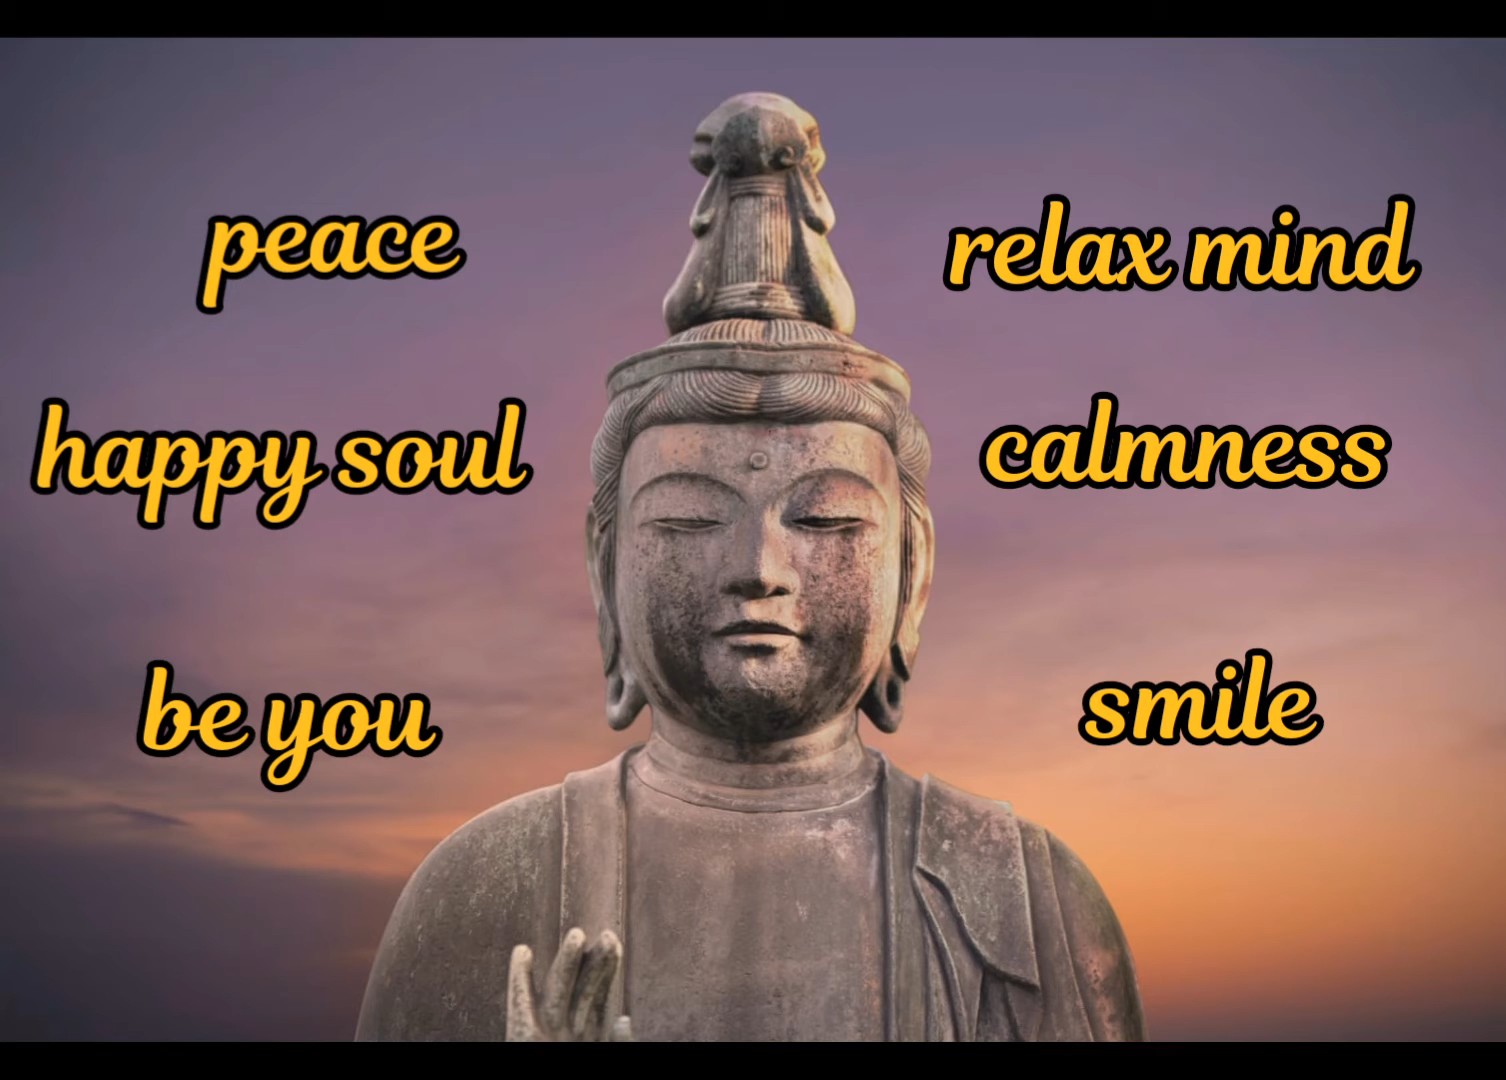 peace
relax mind
happy soul
calmness
be you
smile